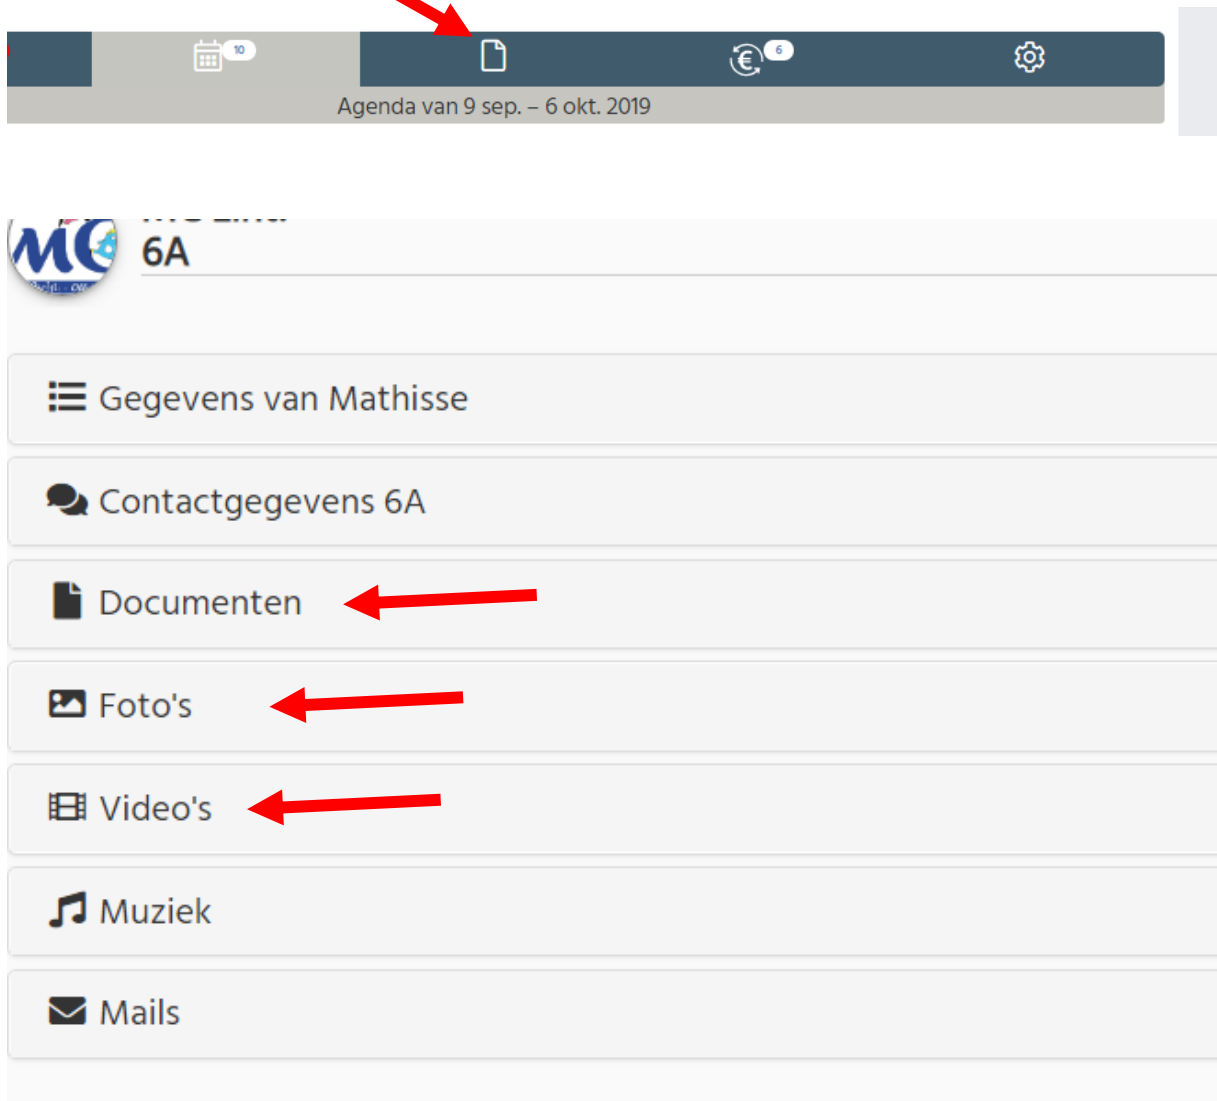 10
6
Agenda van 9 sep. – 6 okt. 2019
MC
6A
Gegevens van Mathisse
Contactgegevens 6A
Documenten
Foto's
Video's
Muziek
Mails